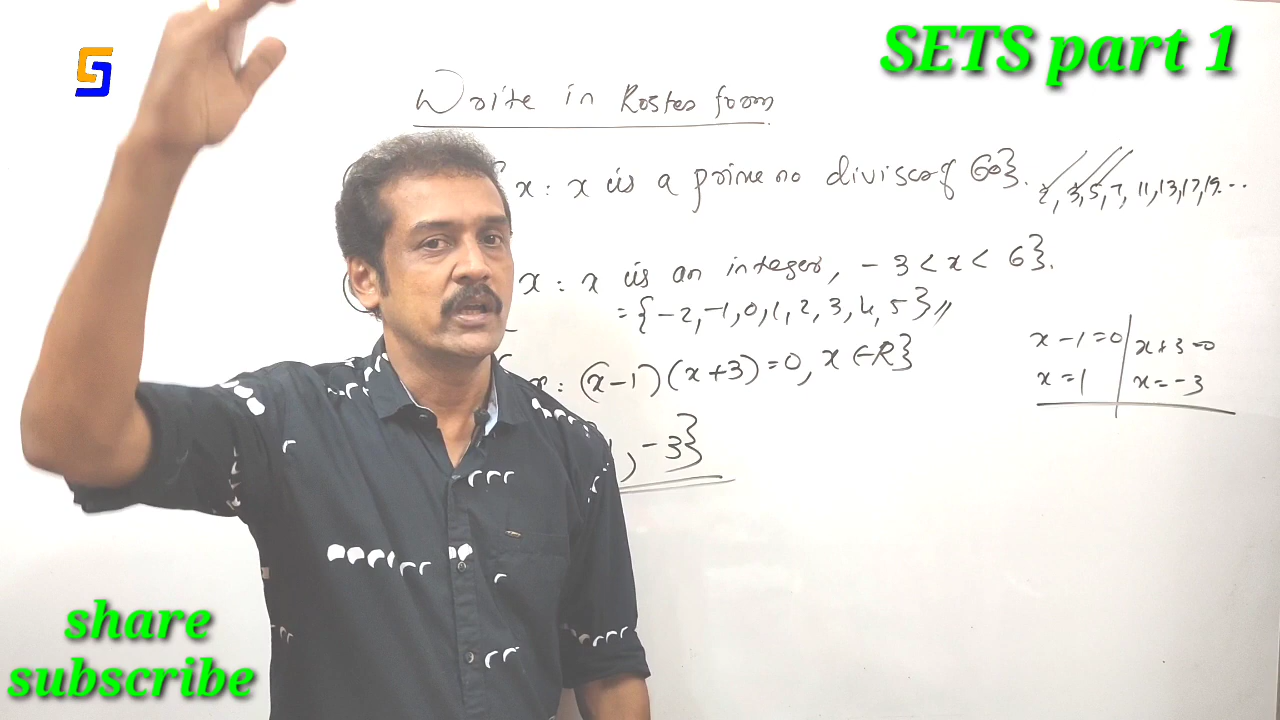 SETS part 1
Write in Roster form
x : x is a prime no divisor of 60}.
2, 3, 5, 7, 11, 13, 17, 19...
x : x is an integer, -3 < x < 6}.
= {-2, -1, 0, 1, 2, 3, 4, 5}//
x : (x-1)(x+3) = 0, x ∈ R}
x - 1 = 0 | x + 3 = 0
x = 1 | x = -3
, -3}
share
subscribe